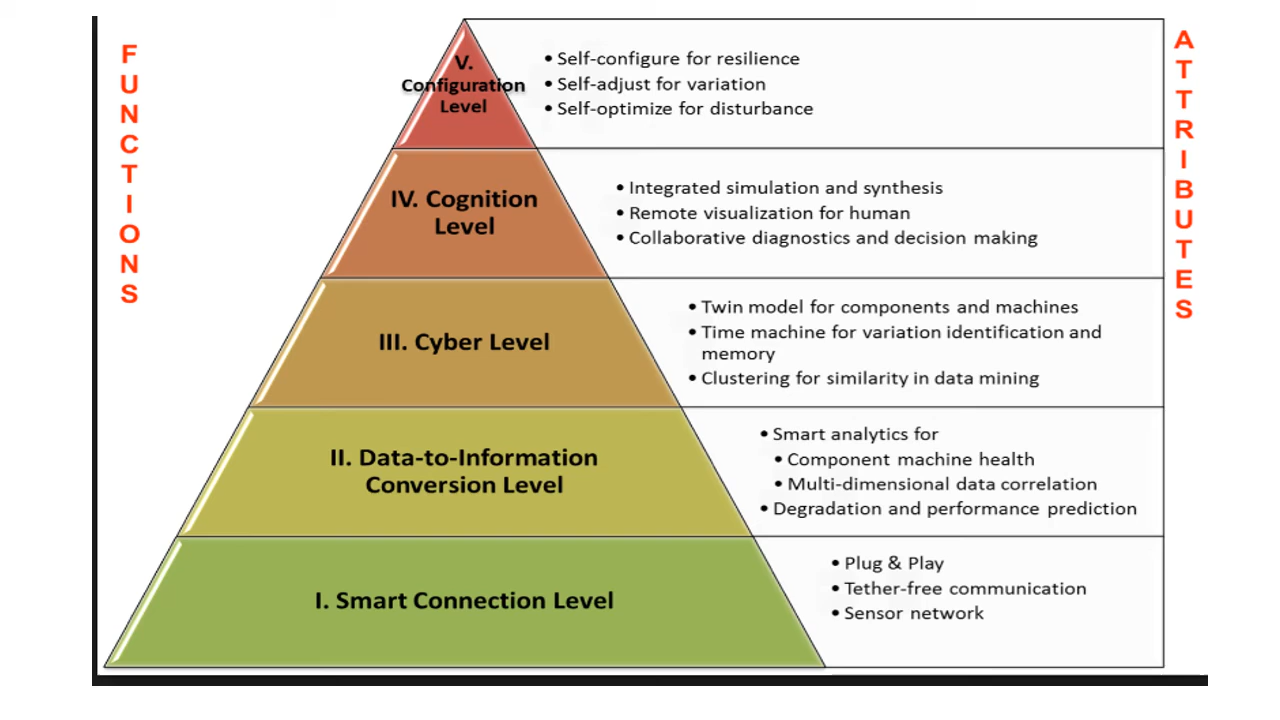 FUNCTIONS
ATTRIBUTES
V.
Configuration
Level
• Self-configure for resilience
• Self-adjust for variation
• Self-optimize for disturbance
IV. Cognition
Level
• Integrated simulation and synthesis
• Remote visualization for human
• Collaborative diagnostics and decision making
III. Cyber Level
• Twin model for components and machines
• Time machine for variation identification and
memory
• Clustering for similarity in data mining
II. Data-to-Information
Conversion Level
• Smart analytics for
• Component machine health
• Multi-dimensional data correlation
• Degradation and performance prediction
I. Smart Connection Level
• Plug & Play
• Tether-free communication
• Sensor network